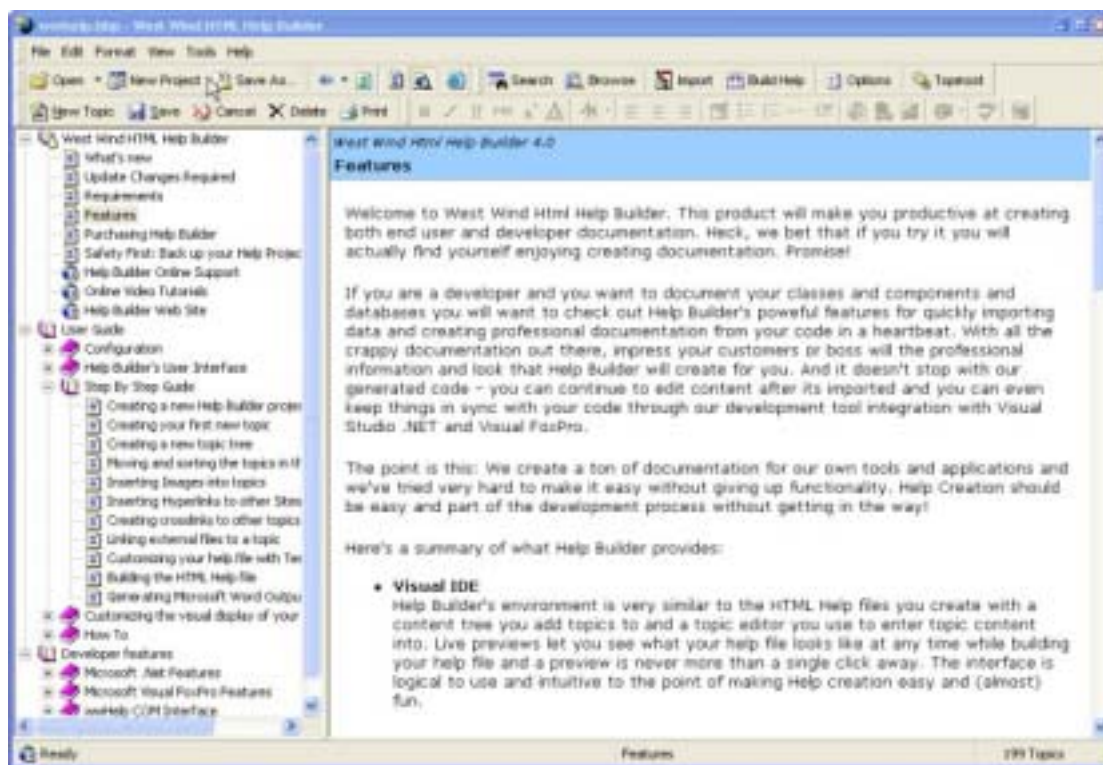 wwhelp.hbp - West Wind HTML Help Builder
File Edit Format View Tools Help
Open New Project Save As... Search Browse Import Build Help Options Topmost
New Topic Save Cancel Delete Print
West Wind HTML Help Builder
What's new
Update Changes Required
Requirements
Features
Purchasing Help Builder
Safety First: Back up your Help Projec
Help Builder Online Support
Online Video Tutorials
Help Builder Web Site
User Guide
Configuration
Help Builder's User Interface
Step By Step Guide
Creating a new Help Builder projec
Creating your first new topic
Creating a new topic tree
Moving and sorting the topics in th
Inserting Images into topics
Inserting Hyperlinks to other Sites
Creating crosslinks to other topics
Linking external files to a topic
Customizing your help file with Tem
Building the HTML Help file
Generating Microsoft Word Outpu
Customizing the visual display of your
How To
Developer features
Microsoft .Net Features
Microsoft Visual FoxPro Features
wwHelp COM Interface
West Wind Html Help Builder 4.0
Features
Welcome to West Wind Html Help Builder. This product will make you productive at creating
both end user and developer documentation. Heck, we bet that if you try it you will
actually find yourself enjoying creating documentation. Promise!
If you are a developer and you want to document your classes and components and
databases you will want to check out Help Builder's poweful features for quickly importing
data and creating professional documentation from your code in a heartbeat. With all the
crappy documentation out there, impress your customers or boss will the professional
information and look that Help Builder will create for you. And it doesn't stop with our
generated code - you can continue to edit content after its imported and you can even
keep things in sync with your code through our development tool integration with Visual
Studio .NET and Visual FoxPro.
The point is this: We create a ton of documentation for our own tools and applications and
we've tried very hard to make it easy without giving up functionality. Help Creation should
be easy and part of the development process without getting in the way!
Here's a summary of what Help Builder provides:
• Visual IDE
Help Builder's environment is very similar to the HTML Help files you create with a
content tree you add topics to and a topic editor you use to enter topic content
into. Live previews let you see what your help file looks like at any time while building
your help file and a preview is never more than a single click away. The interface is
logical to use and intuitive to the point of making Help creation easy and (almost)
fun.
Ready Features 199 Topics